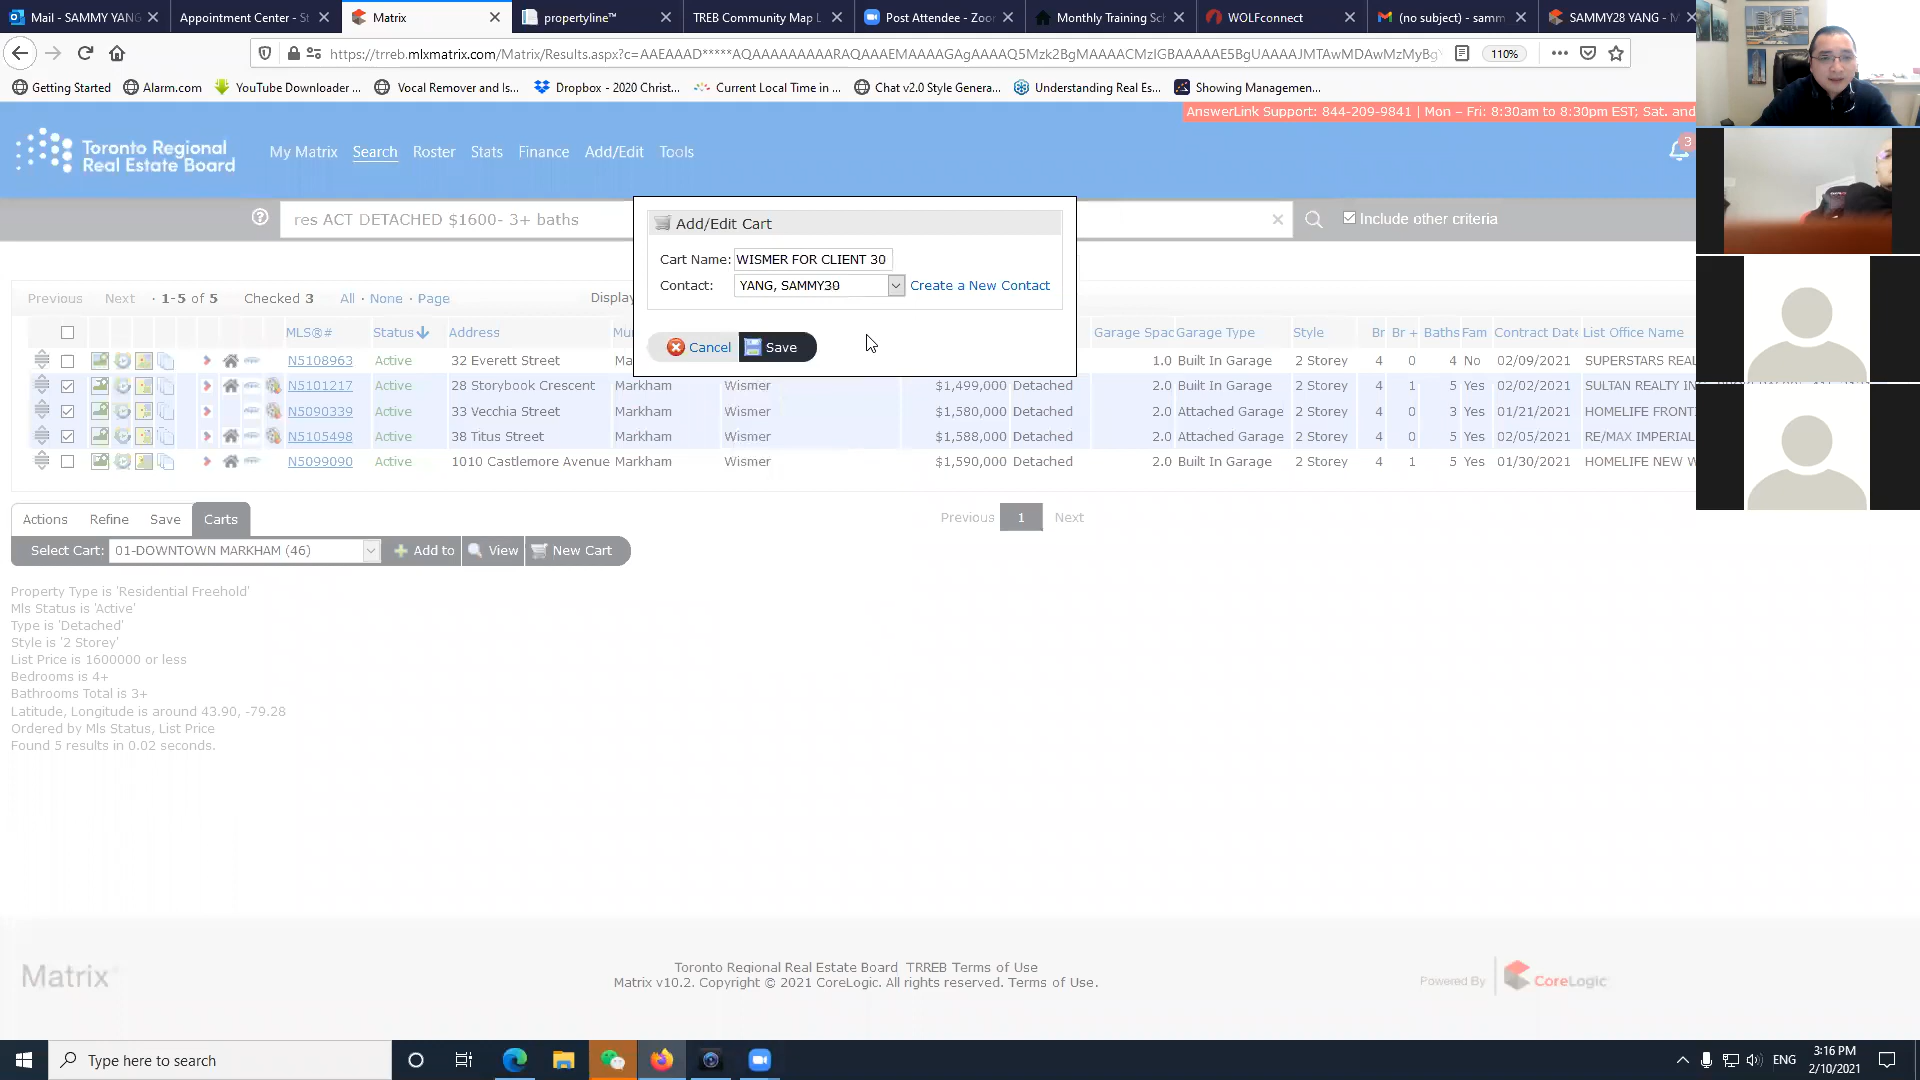 Mail - SAMMY YANG
Appointment Center - S
Matrix
propertyline™
TREB Community Map L
Post Attendee - Zoor
Monthly Training Sc
WOLFconnect
(no subject) - samm
SAMMY28 YANG - M
https://trreb.mlxmatrix.com/Matrix/Results.aspx?c=AAEAAAD*****AQAAAAAAAAARAQAAAEMAAAAGAgAAAAQ5Mzk2BgMAAAACMzIGBAAAAAE5BgUAAAAJMTAwMDAwMzMyBg
110%
Getting Started
Alarm.com
YouTube Downloader ...
Vocal Remover and Is...
Dropbox - 2020 Christ...
Current Local Time in ...
Chat v2.0 Style Genera...
Understanding Real Es...
Showing Managemen...
AnswerLink Support: 844-209-9841 | Mon – Fri: 8:30am to 8:30pm EST; Sat. and
Toronto Regional
Real Estate Board
My Matrix Search Roster Stats Finance Add/Edit Tools
3
res ACT DETACHED $1600- 3+ baths
Include other criteria
Add/Edit Cart
Cart Name: WISMER FOR CLIENT 30
Contact: YANG, SAMMY30 Create a New Contact
Cancel Save
Previous Next · 1-5 of 5 Checked 3 All · None · Page Display
MLS®# Status Address Mu Garage Spac Garage Type Style Br Br + Baths Fam Contract Date List Office Name
N5108963 Active 32 Everett Street Ma 1.0 Built In Garage 2 Storey 4 0 4 No 02/09/2021 SUPERSTARS REAL
N5101217 Active 28 Storybook Crescent Markham Wismer $1,499,000 Detached 2.0 Built In Garage 2 Storey 4 1 5 Yes 02/02/2021 SULTAN REALTY IN
N5090339 Active 33 Vecchia Street Markham Wismer $1,580,000 Detached 2.0 Attached Garage 2 Storey 4 0 3 Yes 01/21/2021 HOMELIFE FRONTI
N5105498 Active 38 Titus Street Markham Wismer $1,588,000 Detached 2.0 Attached Garage 2 Storey 4 0 5 Yes 02/05/2021 RE/MAX IMPERIAL
N5099090 Active 1010 Castlemore Avenue Markham Wismer $1,590,000 Detached 2.0 Built In Garage 2 Storey 4 1 5 Yes 01/30/2021 HOMELIFE NEW W
Actions Refine Save Carts
Previous 1 Next
Select Cart: 01-DOWNTOWN MARKHAM (46) Add to View New Cart
Property Type is 'Residential Freehold'
Mls Status is 'Active'
Type is 'Detached'
Style is '2 Storey'
List Price is 1600000 or less
Bedrooms is 4+
Bathrooms Total is 3+
Latitude, Longitude is around 43.90, -79.28
Ordered by Mls Status, List Price
Found 5 results in 0.02 seconds.
Matrix
Toronto Regional Real Estate Board TRREB Terms of Use
Matrix v10.2. Copyright © 2021 CoreLogic. All rights reserved. Terms of Use.
Powered By CoreLogic
Type here to search
ENG
3:16 PM
2/10/2021